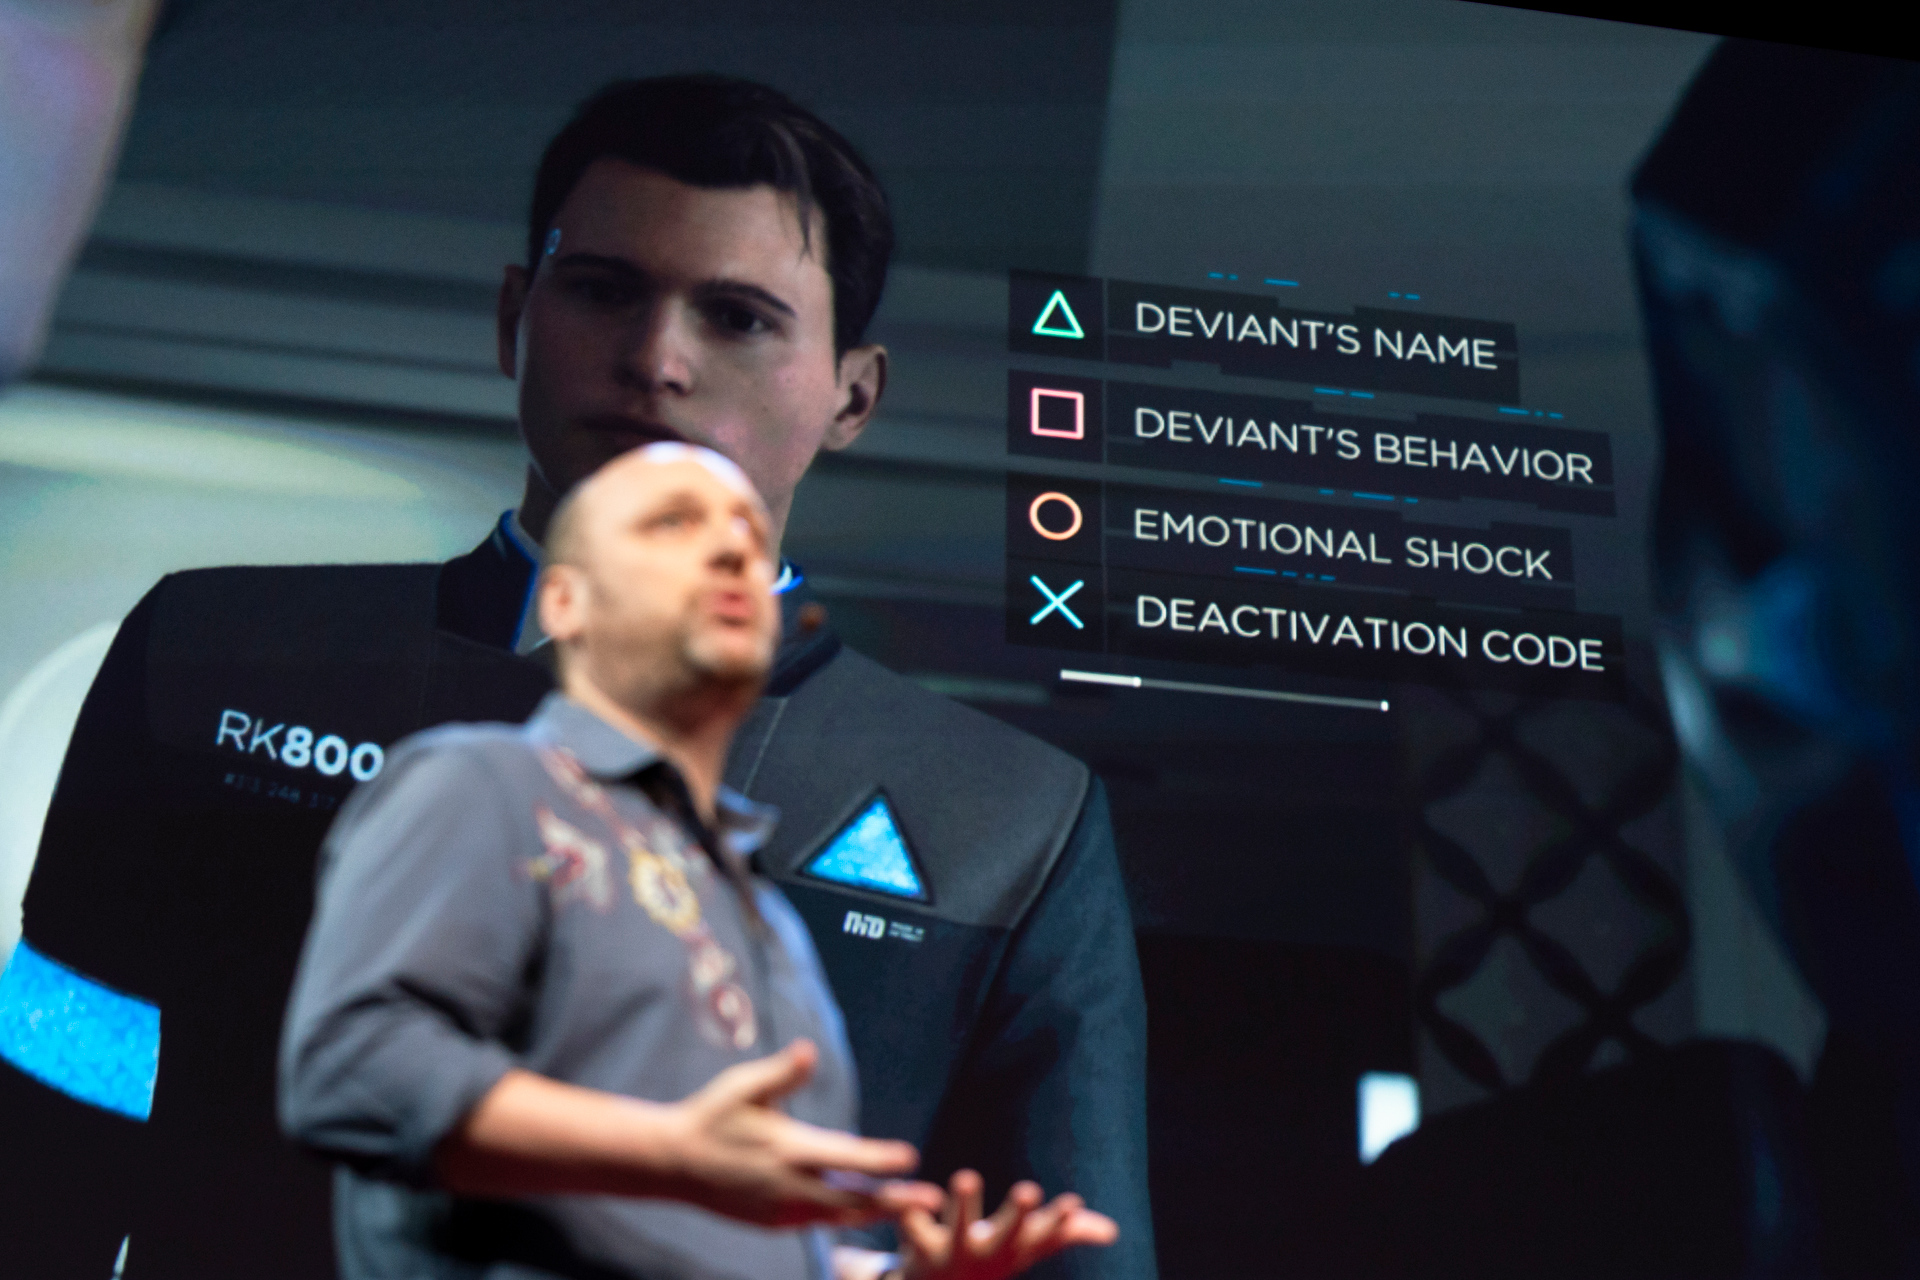 DEVIANT'S NAME
DEVIANT'S BEHAVIOR
EMOTIONAL SHOCK
DEACTIVATION CODE
RK800